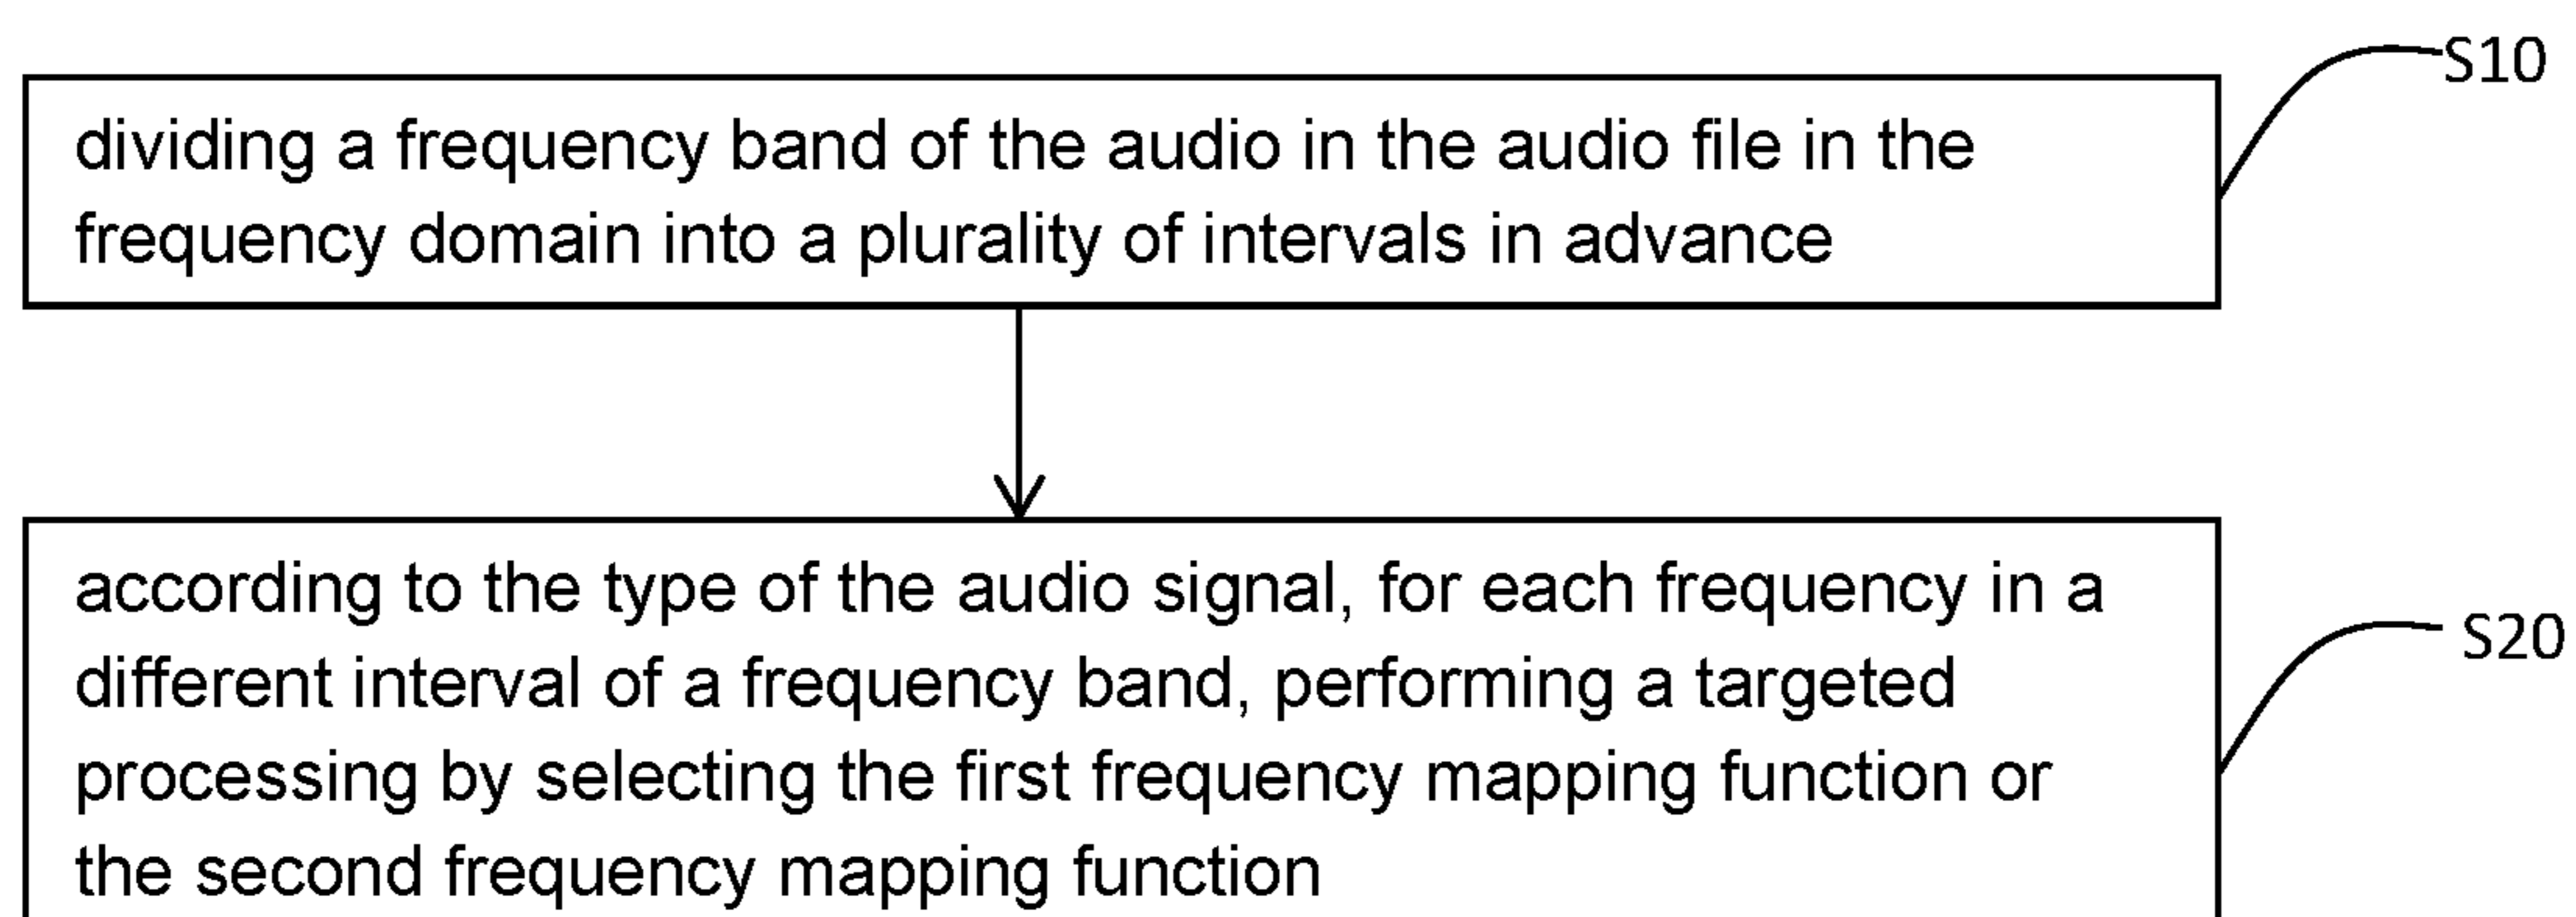 S10
dividing a frequency band of the audio in the audio file in the
frequency domain into a plurality of intervals in advance
according to the type of the audio signal, for each frequency in a
different interval of a frequency band, performing a targeted
processing by selecting the first frequency mapping function or
the second frequency mapping function
S20